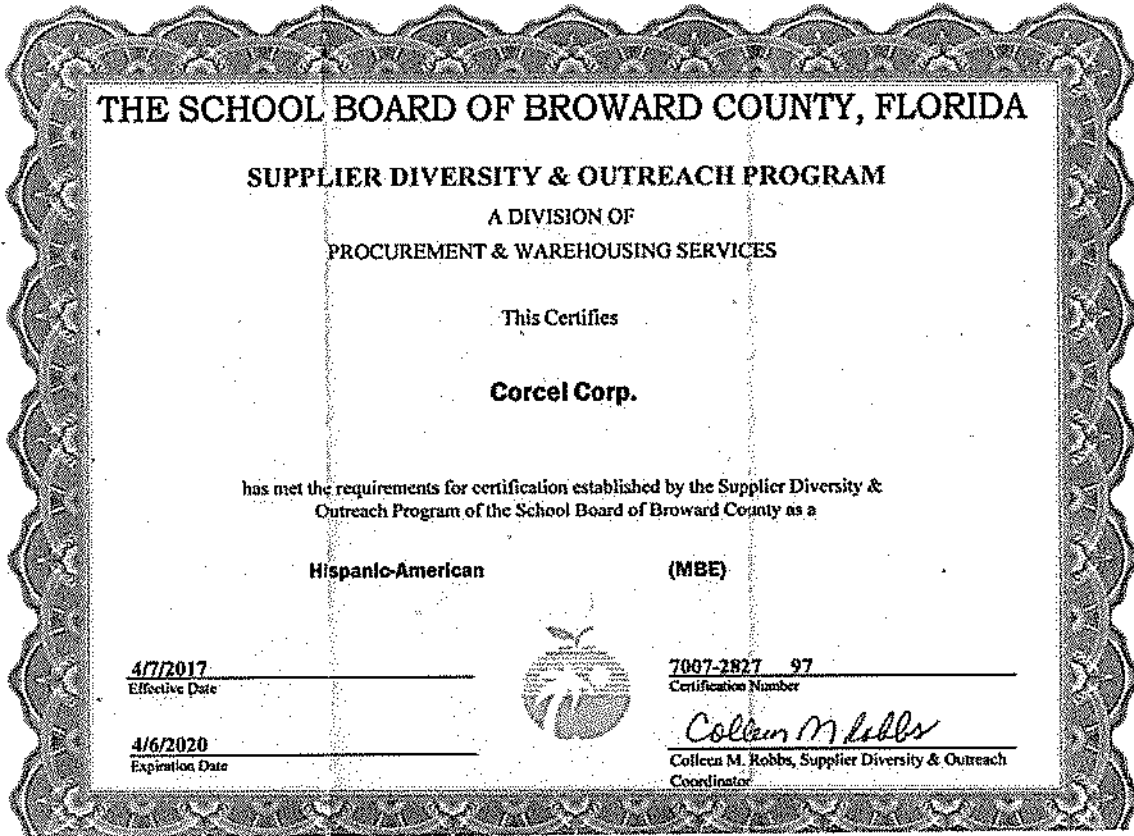 THE SCHOOL BOARD OF BROWARD COUNTY, FLORIDA
SUPPLIER DIVERSITY & OUTREACH PROGRAM
A DIVISION OF
PROCUREMENT & WAREHOUSING SERVICES
This Certifies
Corcel Corp.
has met the requirements for certification established by the Supplier Diversity &
Outreach Program of the School Board of Broward County as a
Hispanic-American (MBE)
4/7/2017
Effective Date
7007-2827 97
Certification Number
Colleen M Robbs
4/6/2020
Expiration Date
Colleen M. Robbs, Supplier Diversity & Outreach
Coordinator